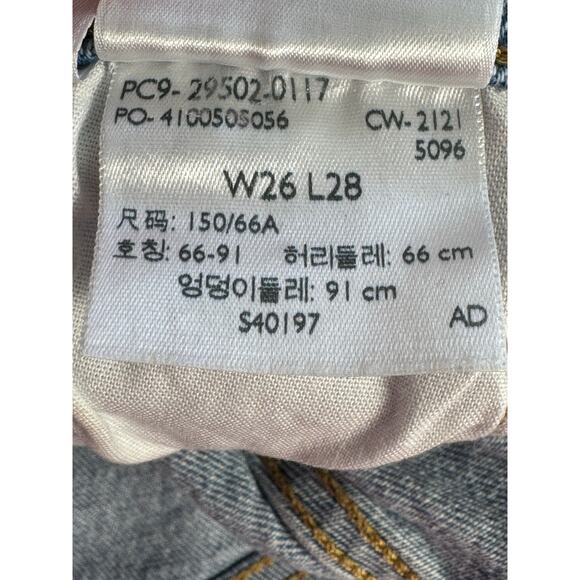 PC9- 29502-0117
PO- 4100505056 CW- 2121
5096
W26 L28
尺码: 150/66A
호칭: 66-91 허리둘레: 66 cm
엉덩이둘레: 91 cm
S40197 AD